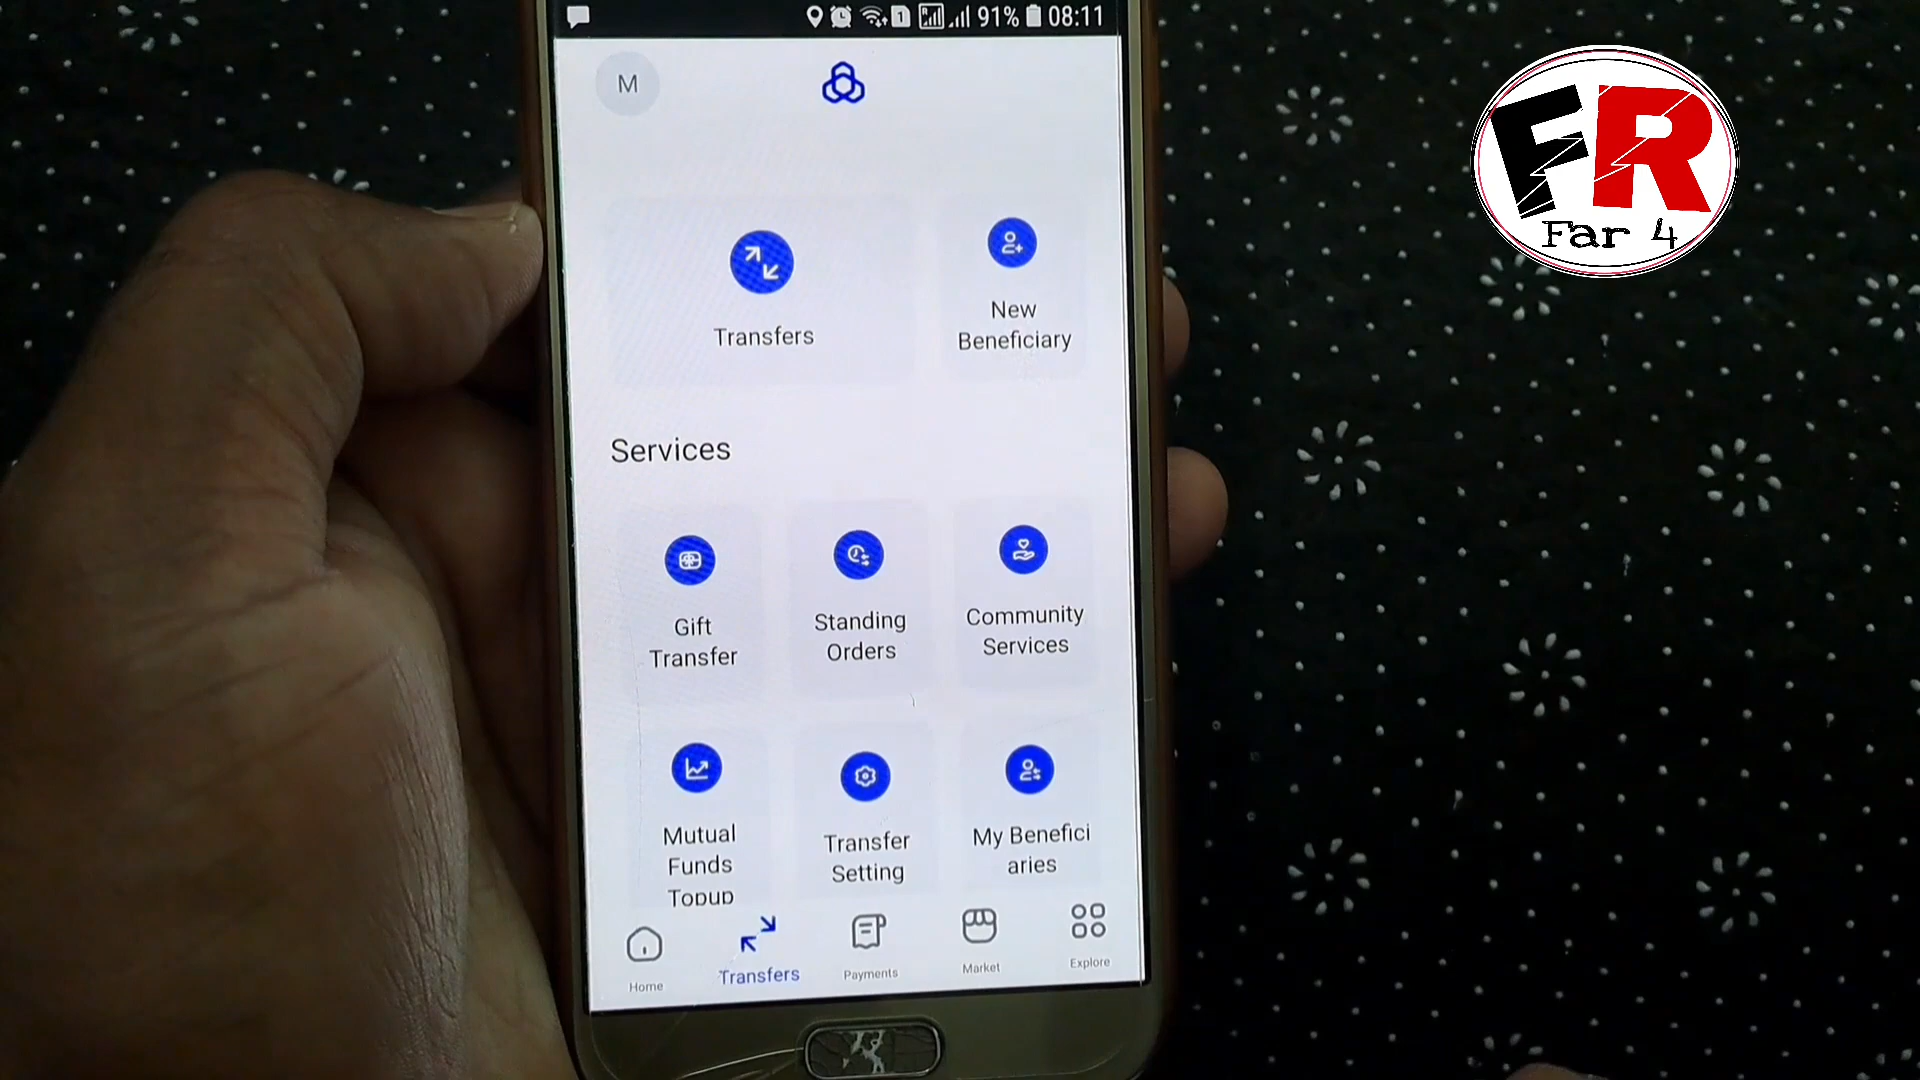 1
R
91%
08:11
M
Transfers
New
Beneficiary
Services
Gift
Transfer
Standing
Orders
Community
Services
Mutual
Funds
Topup
Transfer
Setting
My Benefici
aries
Home
Transfers
Payments
Market
Explore
FR
Far 4